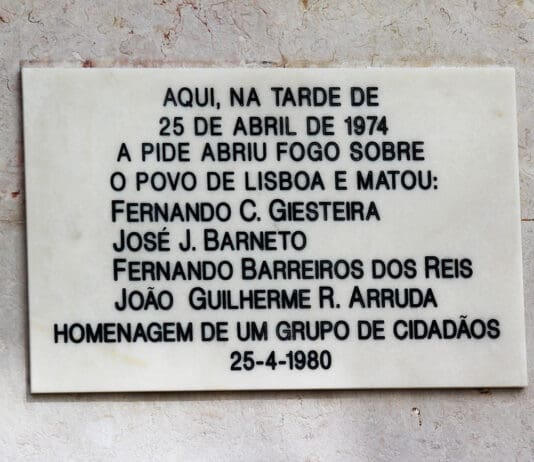 AQUI, NA TARDE DE
25 DE ABRIL DE 1974
A PIDE ABRIU FOGO SOBRE
O POVO DE LISBOA E MATOU:
FERNANDO C. GIESTEIRA
JOSÉ J. BARNETO
FERNANDO BARREIROS DOS REIS
JOÃO GUILHERME R. ARRUDA
HOMENAGEM DE UM GRUPO DE CIDADÃOS
25-4-1980